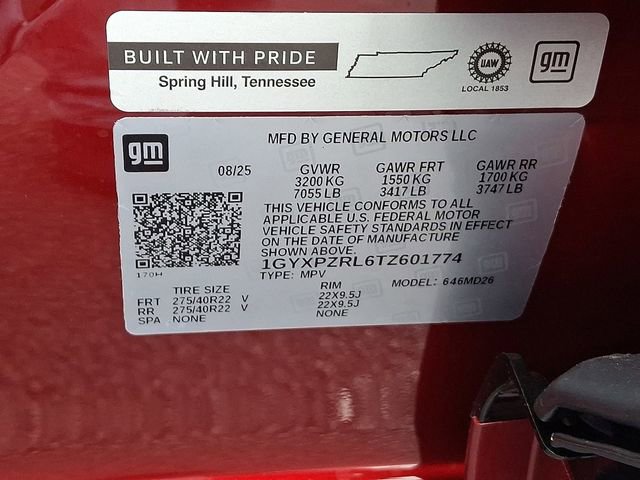 BUILT WITH PRIDE
Spring Hill, Tennessee
UAW
LOCAL 1853
gm
gm
MFD BY GENERAL MOTORS LLC
08/25 GVWR GAWR FRT GAWR RR
3200 KG 1550 KG 1700 KG
7055 LB 3417 LB 3747 LB
THIS VEHICLE CONFORMS TO ALL
APPLICABLE U.S. FEDERAL MOTOR
VEHICLE SAFETY STANDARDS IN EFFECT
ON THE DATE OF MANUFACTURE
SHOWN ABOVE.
1GYXPZRL6TZ601774
170H
TYPE: MPV MODEL: 646MD26
TIRE SIZE RIM
FRT 275/40R22 V 22X9.5J
RR 275/40R22 V 22X9.5J
SPA NONE NONE